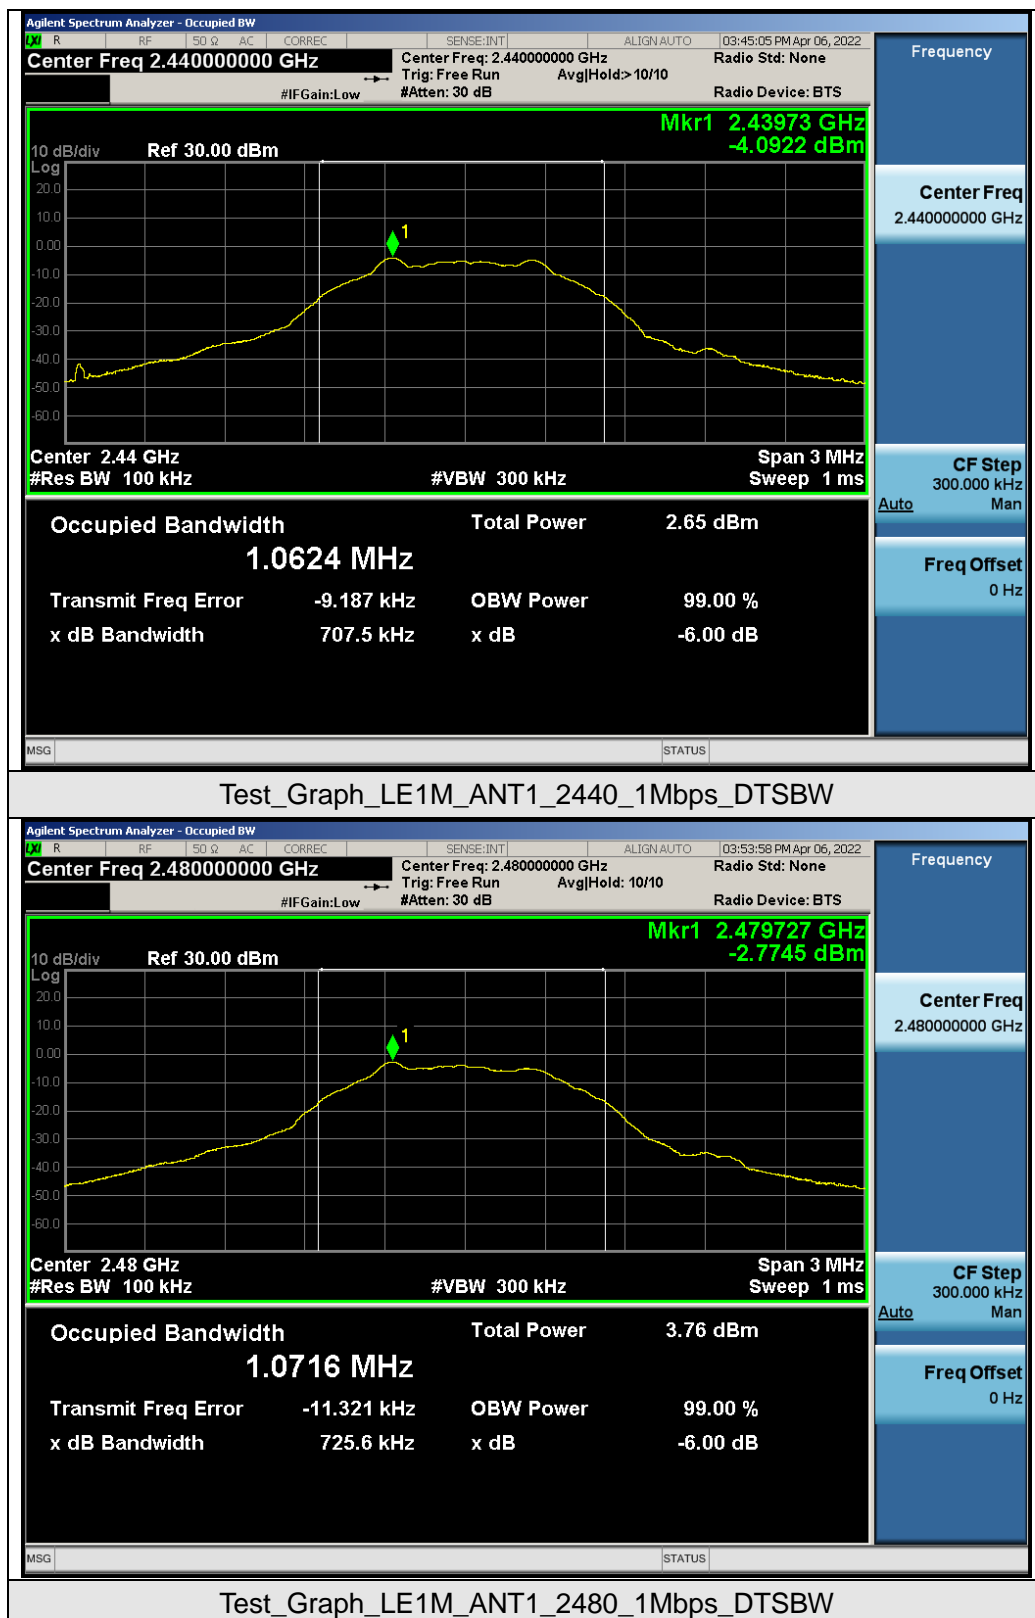 Agilent Spectrum Analyzer - Occupied BW
LXI R RF 50 Ω AC CORREC SENSE:INT ALIGN AUTO 03:45:05 PM Apr 06, 2022
Center Freq 2.440000000 GHz Center Freq: 2.440000000 GHz Radio Std: None
Trig: Free Run Avg|Hold:>10/10
#IFGain:Low #Atten: 30 dB Radio Device: BTS
Frequency
Mkr1 2.43973 GHz
-4.0922 dBm
10 dB/div Ref 30.00 dBm
Log
20.0
10.0
0.00
-10.0
-20.0
-30.0
-40.0
-50.0
-60.0
1
Center 2.44 GHz Span 3 MHz
#Res BW 100 kHz #VBW 300 kHz Sweep 1 ms
Center Freq
2.440000000 GHz
CF Step
300.000 kHz
Auto Man
Freq Offset
0 Hz
Occupied Bandwidth Total Power 2.65 dBm
1.0624 MHz
Transmit Freq Error -9.187 kHz OBW Power 99.00 %
x dB Bandwidth 707.5 kHz x dB -6.00 dB
MSG STATUS
Test_Graph_LE1M_ANT1_2440_1Mbps_DTSBW
Agilent Spectrum Analyzer - Occupied BW
LXI R RF 50 Ω AC CORREC SENSE:INT ALIGN AUTO 03:53:58 PM Apr 06, 2022
Center Freq 2.480000000 GHz Center Freq: 2.480000000 GHz Radio Std: None
Trig: Free Run Avg|Hold: 10/10
#IFGain:Low #Atten: 30 dB Radio Device: BTS
Frequency
Mkr1 2.479727 GHz
-2.7745 dBm
10 dB/div Ref 30.00 dBm
Log
20.0
10.0
0.00
-10.0
-20.0
-30.0
-40.0
-50.0
-60.0
1
Center 2.48 GHz Span 3 MHz
#Res BW 100 kHz #VBW 300 kHz Sweep 1 ms
Center Freq
2.480000000 GHz
CF Step
300.000 kHz
Auto Man
Freq Offset
0 Hz
Occupied Bandwidth Total Power 3.76 dBm
1.0716 MHz
Transmit Freq Error -11.321 kHz OBW Power 99.00 %
x dB Bandwidth 725.6 kHz x dB -6.00 dB
MSG STATUS
Test_Graph_LE1M_ANT1_2480_1Mbps_DTSBW